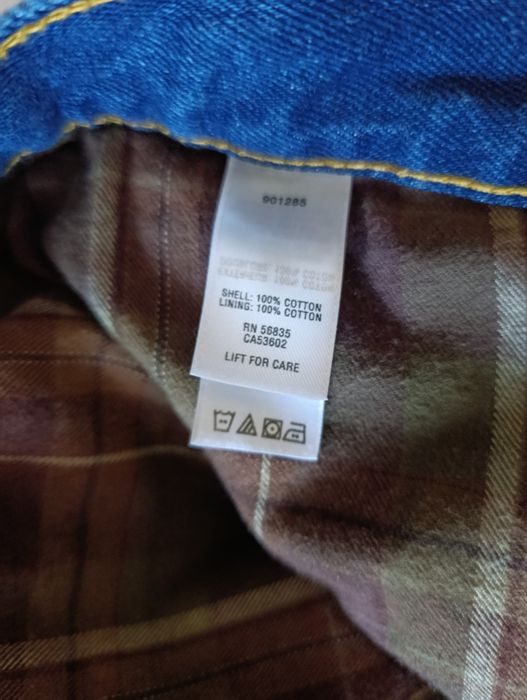 901285
SHELL: 100% COTTON
LINING: 100% COTTON
RN 56835
CA53602
LIFT FOR CARE